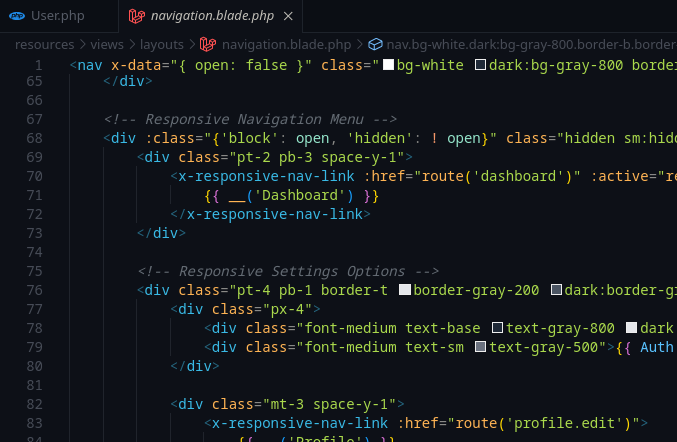 User.php navigation.blade.php
resources > views > layouts > navigation.blade.php > nav.bg-white.dark:bg-gray-800.border-b.border
1 <nav x-data="{ open: false }" class="bg-white dark:bg-gray-800 border
65 </div>
66
67 <!-- Responsive Navigation Menu -->
68 <div :class="{'block': open, 'hidden': ! open}" class="hidden sm:hidd
69 <div class="pt-2 pb-3 space-y-1">
70 <x-responsive-nav-link :href="route('dashboard')" :active="re
71 {{ __('Dashboard') }}
72 </x-responsive-nav-link>
73 </div>
74
75 <!-- Responsive Settings Options -->
76 <div class="pt-4 pb-1 border-t border-gray-200 dark:border-gr
77 <div class="px-4">
78 <div class="font-medium text-base text-gray-800 dark
79 <div class="font-medium text-sm text-gray-500">{{ Auth
80 </div>
81
82 <div class="mt-3 space-y-1">
83 <x-responsive-nav-link :href="route('profile.edit')">
84 {{ __('Profile') }}